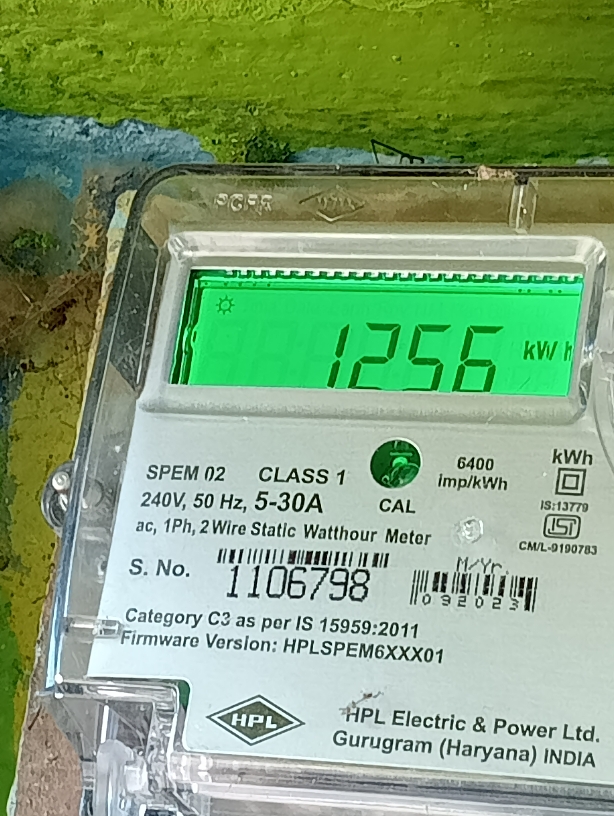 1256 kWh
SPEM 02 CLASS 1
240V, 50 Hz, 5-30A
ac, 1Ph, 2 Wire Static Watthour Meter
CAL
6400
imp/kWh
kWh
IS:13779
CM/L-9190783
S. No.
1106798
M/Yr.
092023
Category C3 as per IS 15959:2011
Firmware Version: HPLSPEM6XXX01
HPL
HPL Electric & Power Ltd.
Gurugram (Haryana) INDIA